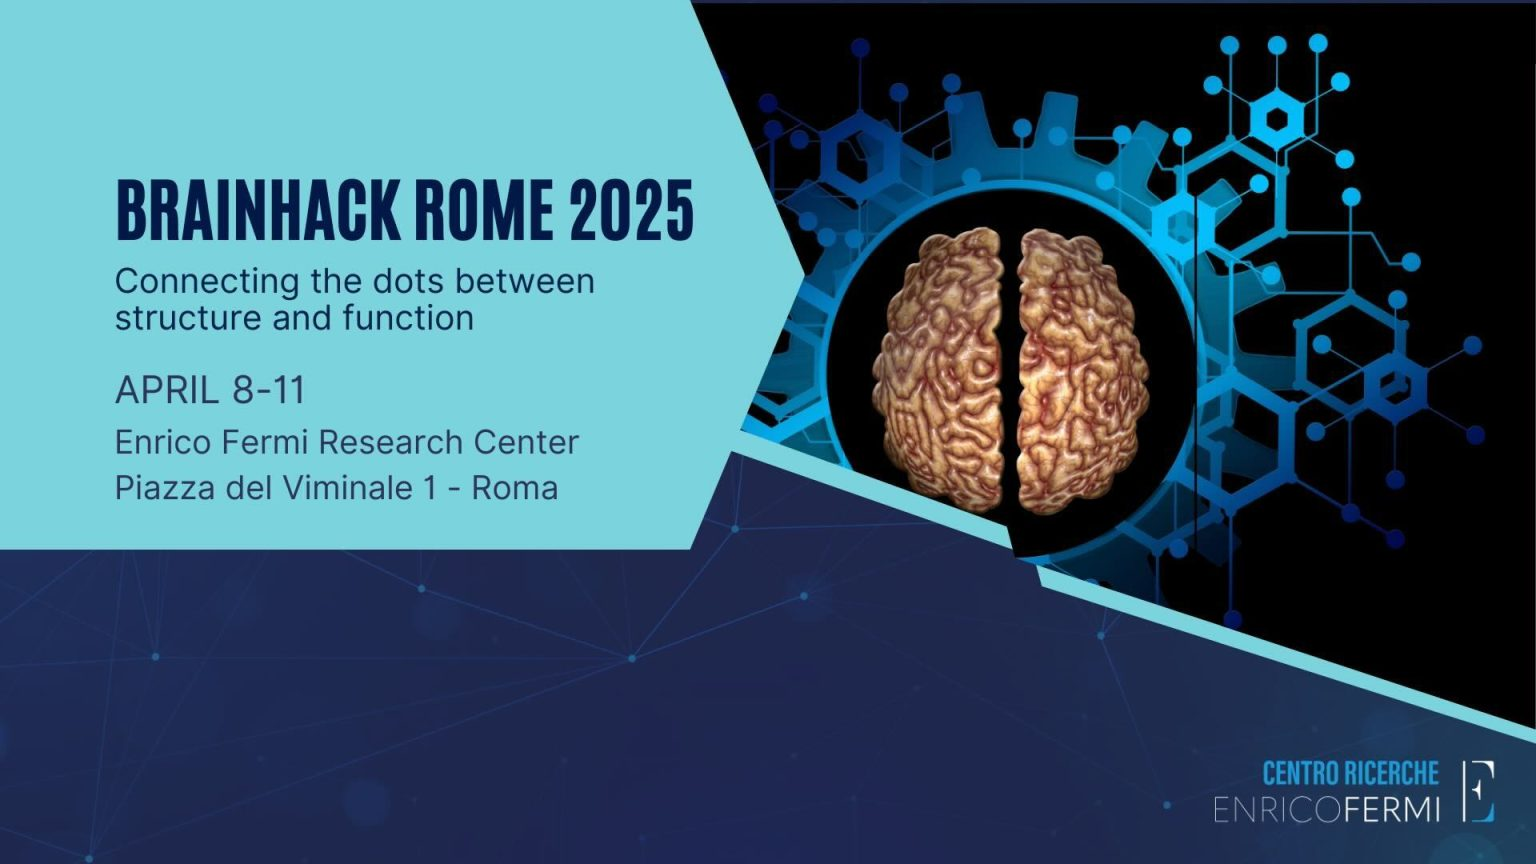 BRAINHACK ROME 2025
Connecting the dots between
structure and function
APRIL 8-11
Enrico Fermi Research Center
Piazza del Viminale 1 - Roma
CENTRO RICERCHE
ENRICOFERMI